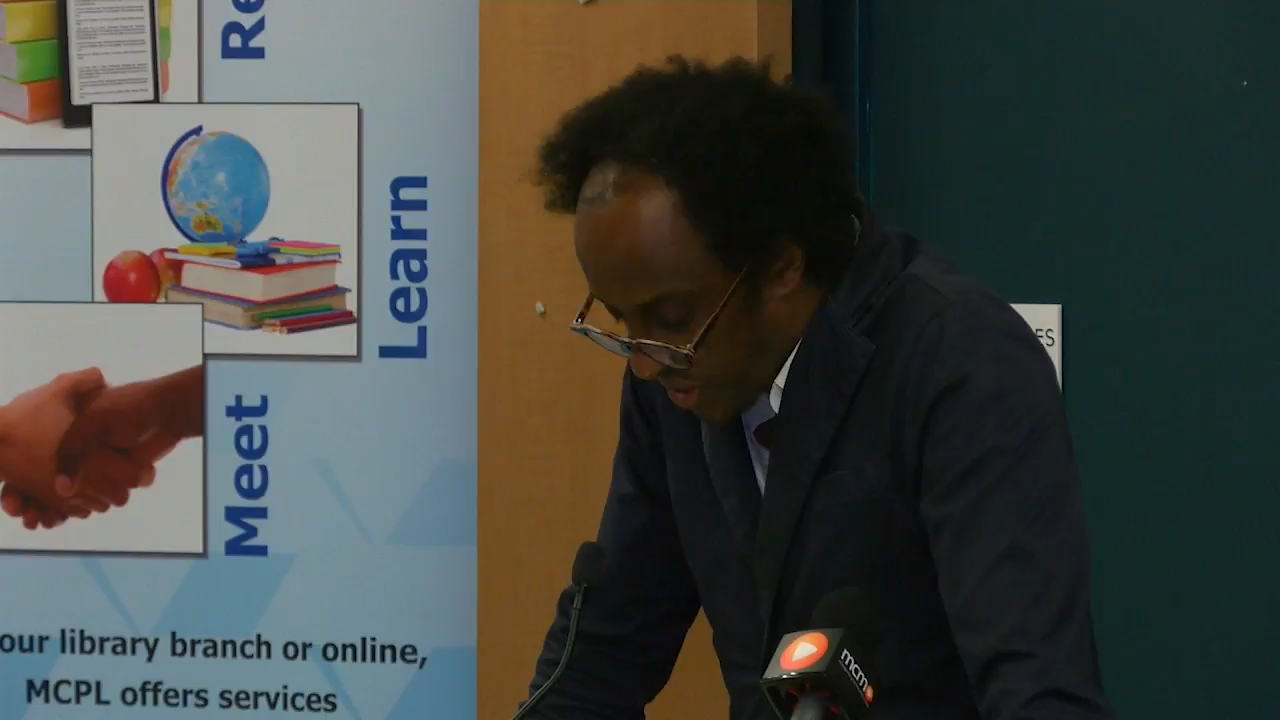 Re
Learn
Meet
our library branch or online,
MCPL offers services
ES
mcm